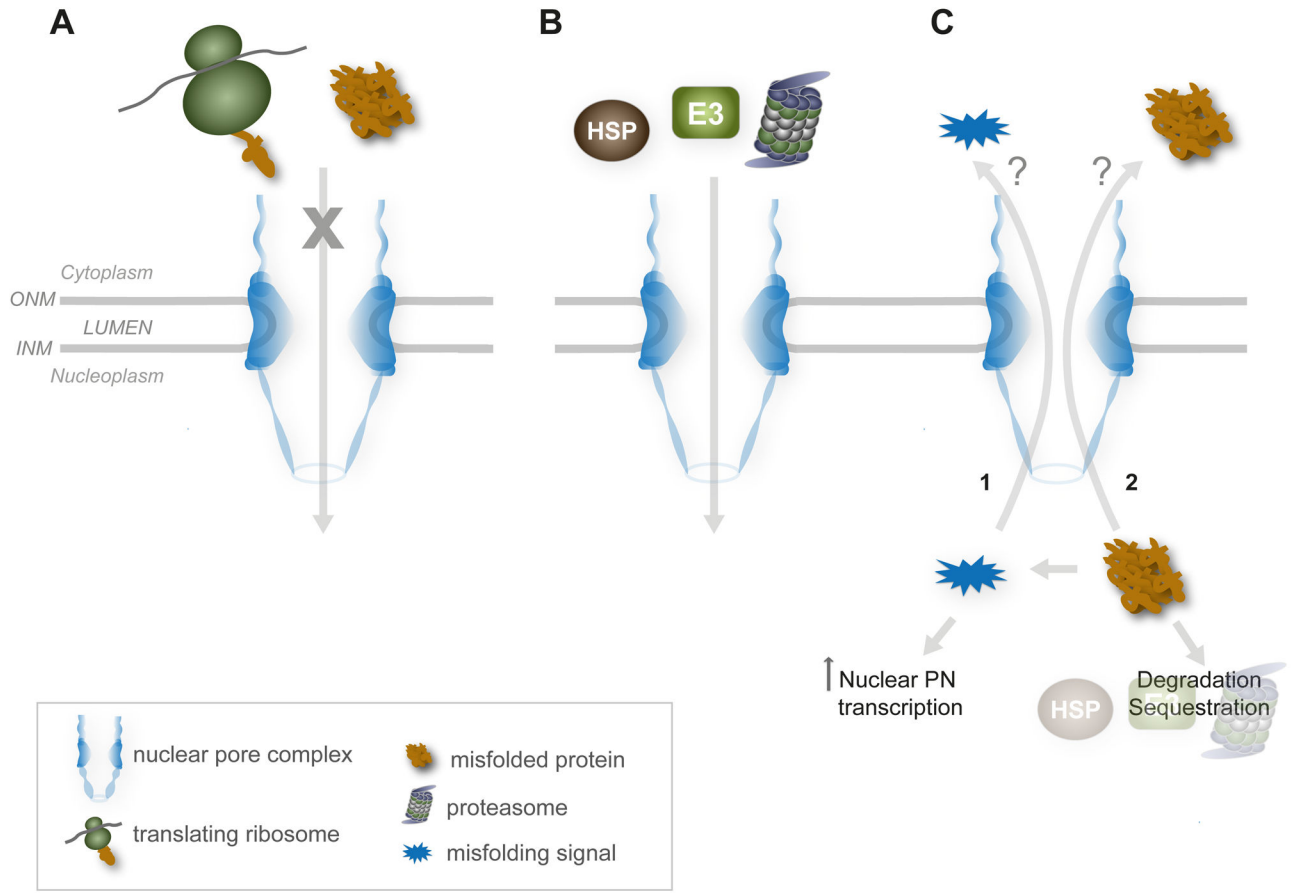 A
B
C
HSP
E3
X
?
?
Cytoplasm
ONM
LUMEN
INM
Nucleoplasm
1
2
Nuclear PN
transcription
Degradation
Sequestration
HSP
E3
nuclear pore complex
translating ribosome
misfolded protein
proteasome
misfolding signal